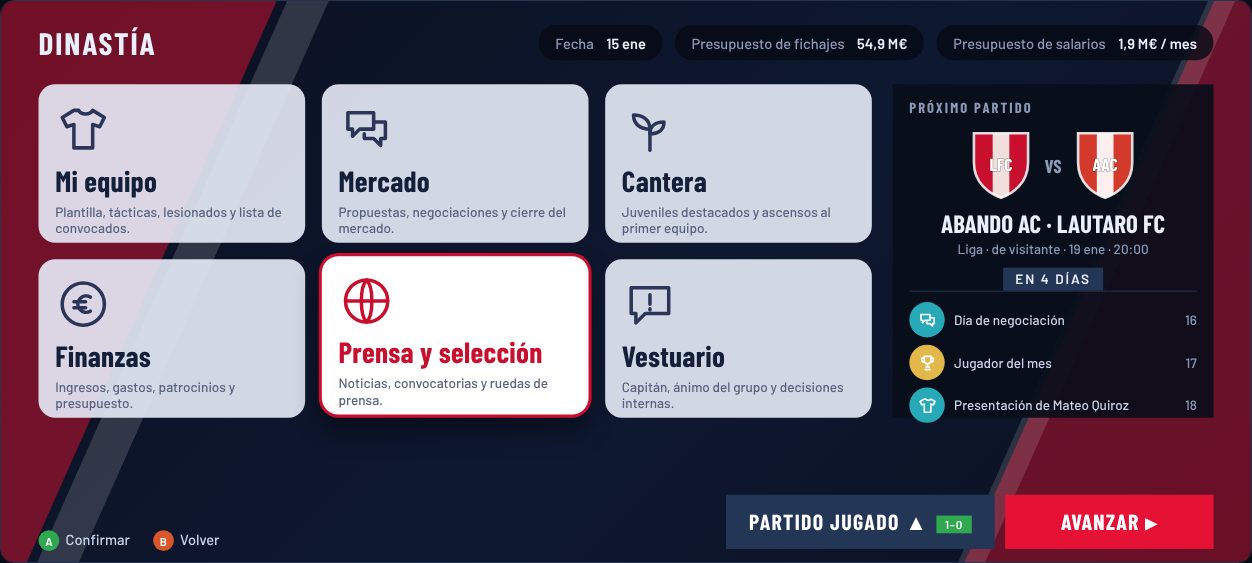 DINASTÍA
Fecha 15 ene
Presupuesto de fichajes 54,9 M€
Presupuesto de salarios 1,9 M€ / mes
Mi equipo
Plantilla, tácticas, lesionados y lista de
convocados.
Mercado
Propuestas, negociaciones y cierre del
mercado.
Cantera
Juveniles destacados y ascensos al
primer equipo.
Finanzas
Ingresos, gastos, patrocinios y
presupuesto.
Prensa y selección
Noticias, convocatorias y ruedas de
prensa.
Vestuario
Capitán, ánimo del grupo y decisiones
internas.
PRÓXIMO PARTIDO
LFC VS AAC
ABANDO AC · LAUTARO FC
Liga · de visitante · 19 ene · 20:00
EN 4 DÍAS
Día de negociación 16
Jugador del mes 17
Presentación de Mateo Quiroz 18
PARTIDO JUGADO ▲ 1-0
AVANZAR ▶
A Confirmar B Volver